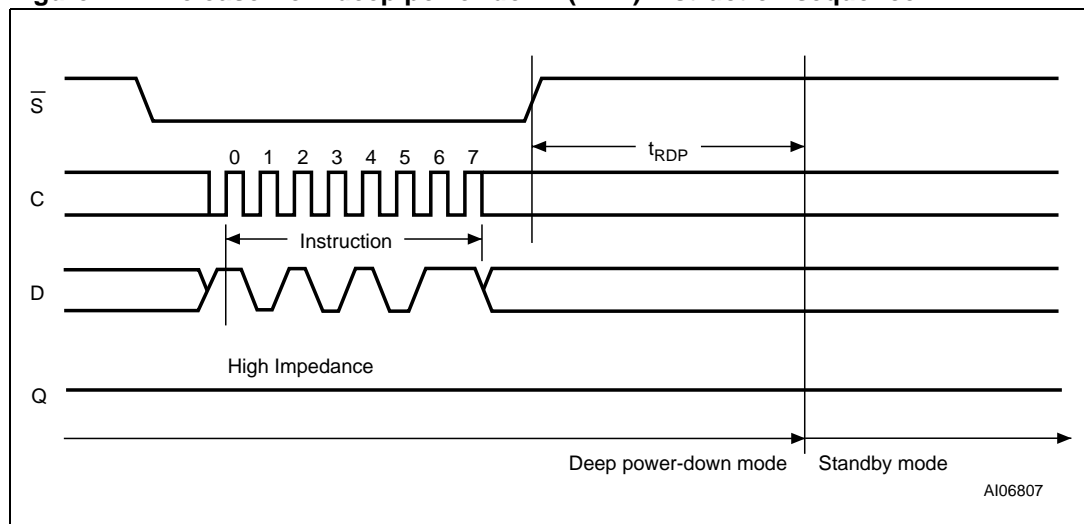 S
0 1 2 3 4 5 6 7
tRDP
C
Instruction
D
High Impedance
Q
Deep power-down mode Standby mode
AI06807